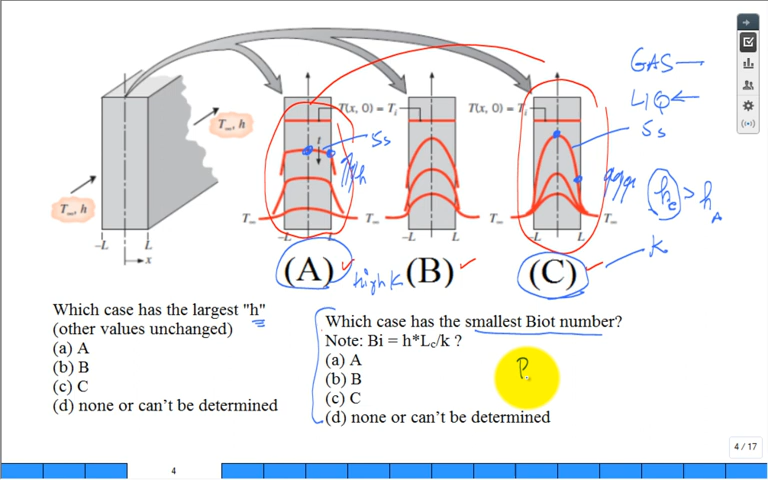 GAS
LIQ
T∞, h
T(x, 0) = Tᵢ
T(x, 0) = Tᵢ
Ss
Ss
t
h
T∞, h
hc > hA
T∞
T∞
T∞
T∞
–L
L
–L
L
–L
L
L
x
k
(A)
high k
(B)
(C)
Which case has the largest "h"
(other values unchanged)
(a) A
(b) B
(c) C
(d) none or can't be determined
Which case has the smallest Biot number?
Note: Bi = h*Lc/k ?
(a) A
(b) B
(c) C
(d) none or can't be determined
4 / 17
4